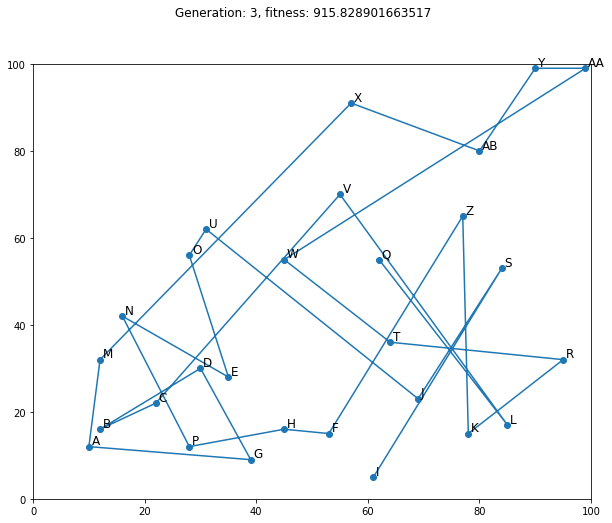 Generation: 3, fitness: 915.828901663517
100
Y
AA
X
80
AB
V
Z
U
60
O
W
Q
S
N
40
T
M
R
D
E
20
J
C
B
L
H
F
K
A
P
G
I
0
0
20
40
60
80
100